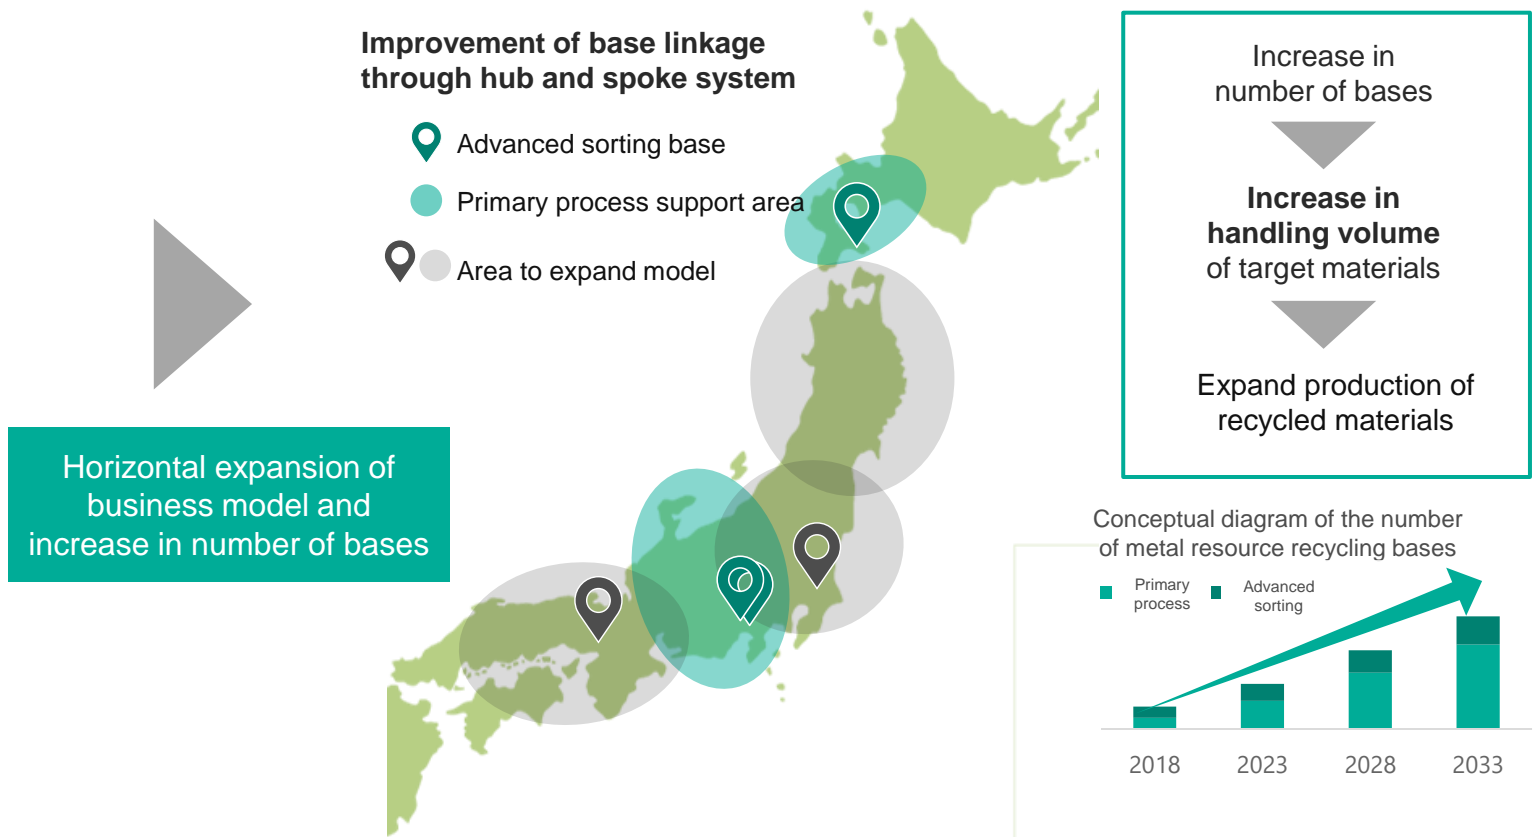 Improvement of base linkage
through hub and spoke system
Advanced sorting base
Primary process support area
Area to expand model
Horizontal expansion of
business model and
increase in number of bases
Increase in
number of bases
Increase in
handling volume
of target materials
Expand production of
recycled materials
Conceptual diagram of the number
of metal resource recycling bases
Primary
process
Advanced
sorting
2018
2023
2028
2033